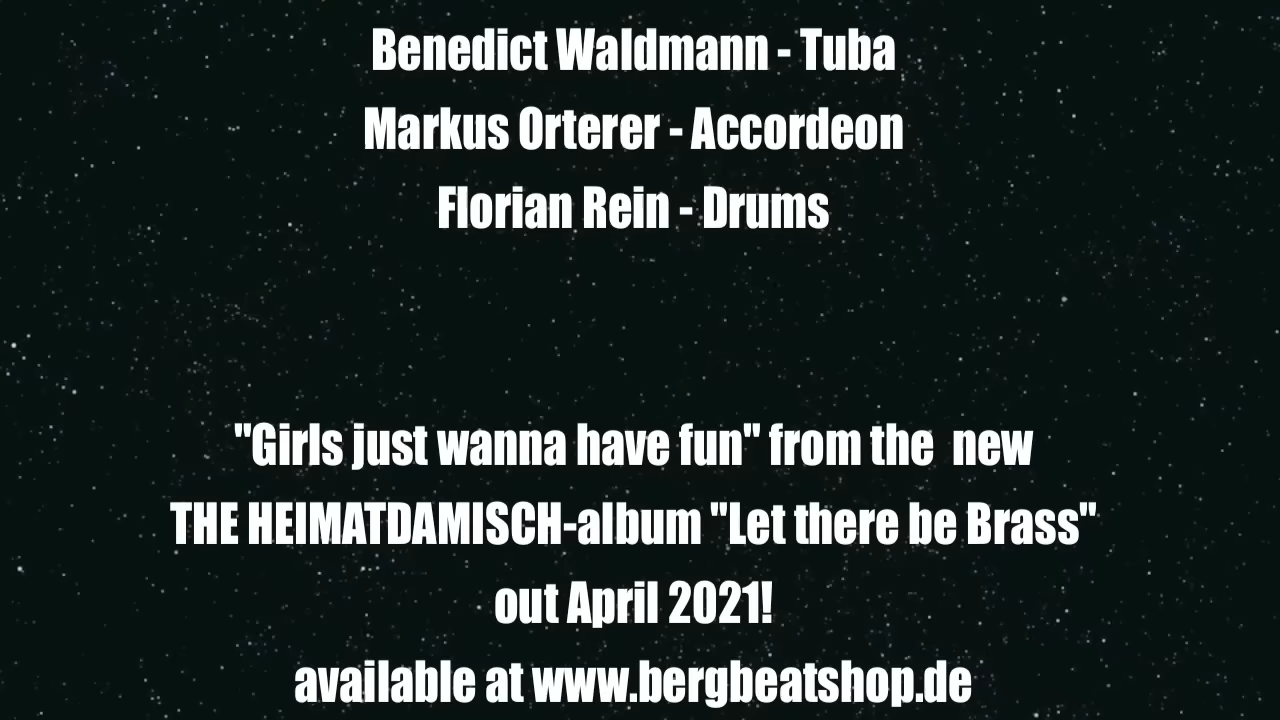 Benedict Waldmann - Tuba
Markus Orterer - Accordeon
Florian Rein - Drums
"Girls just wanna have fun" from the  new
THE HEIMATDAMISCH-album "Let there be Brass"
out April 2021!
available at www.bergbeatshop.de